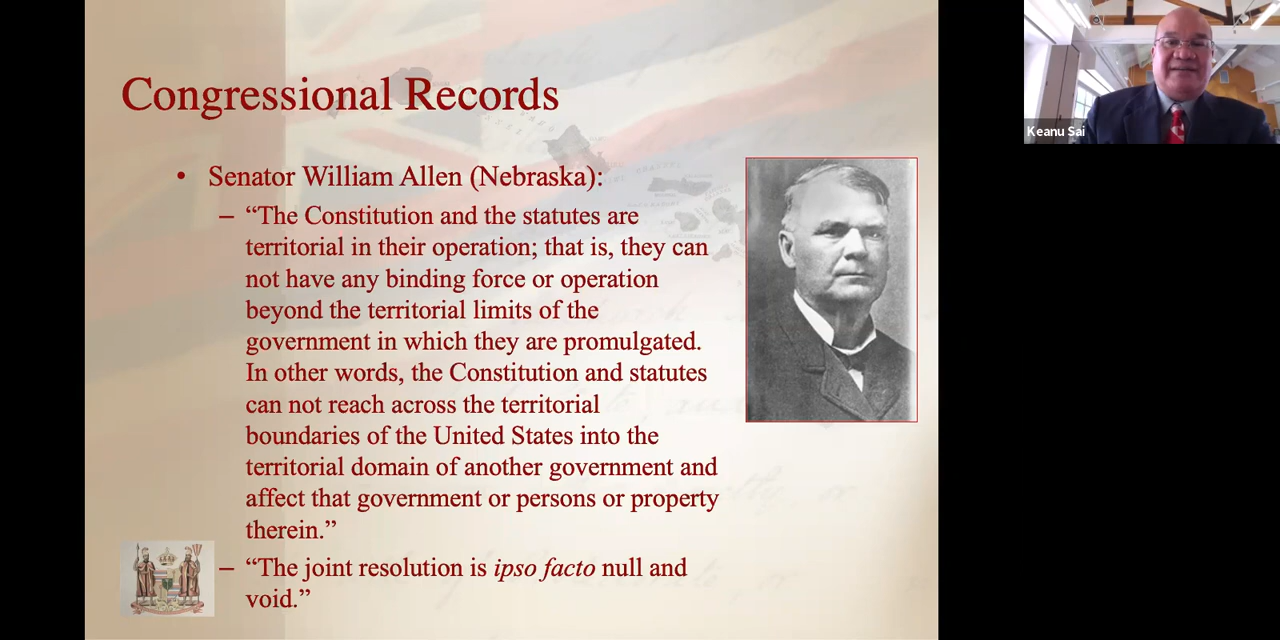 Congressional Records
• Senator William Allen (Nebraska):
– “The Constitution and the statutes are
territorial in their operation; that is, they can
not have any binding force or operation
beyond the territorial limits of the
government in which they are promulgated.
In other words, the Constitution and statutes
can not reach across the territorial
boundaries of the United States into the
territorial domain of another government and
affect that government or persons or property
therein.”
– “The joint resolution is ipso facto null and
void.”
Keanu Sai